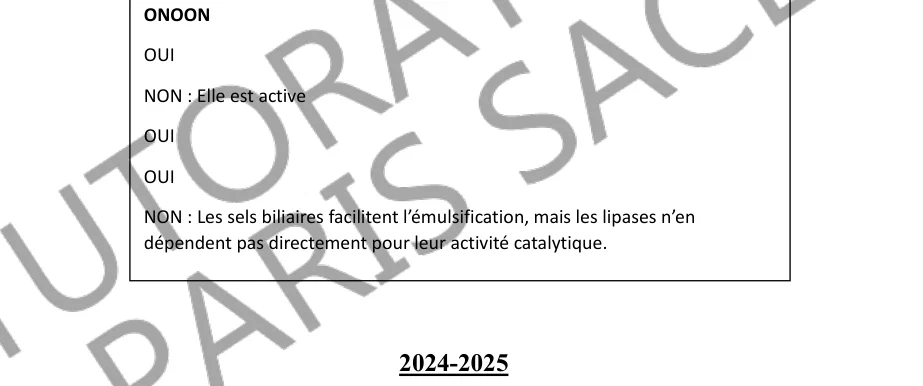 ONOON
OUI
NON : Elle est active
OUI
OUI
NON : Les sels biliaires facilitent l’émulsification, mais les lipases n’en
dépendent pas directement pour leur activité catalytique.
2024-2025
TUTORAT
PARIS SACL